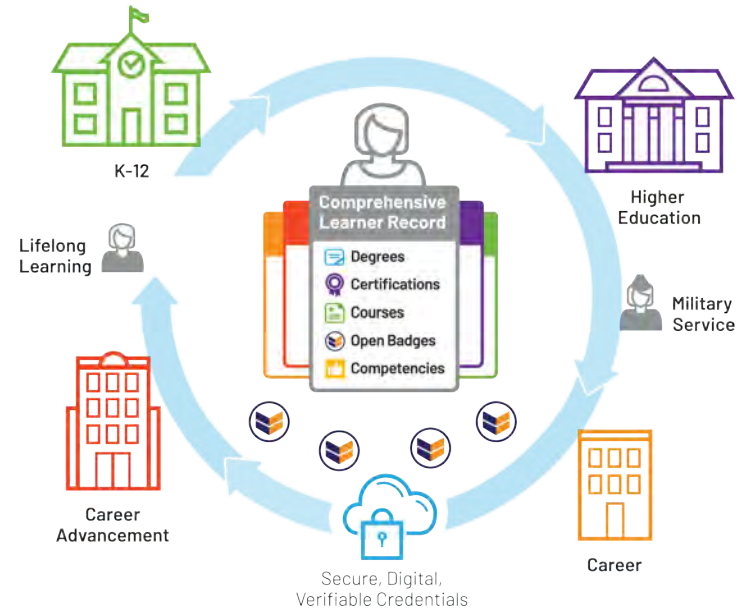 K-12
Higher
Education
Comprehensive
Learner Record
Degrees
Certifications
Courses
Open Badges
Competencies
Lifelong
Learning
Military
Service
Career
Advancement
Career
Secure, Digital,
Verifiable Credentials